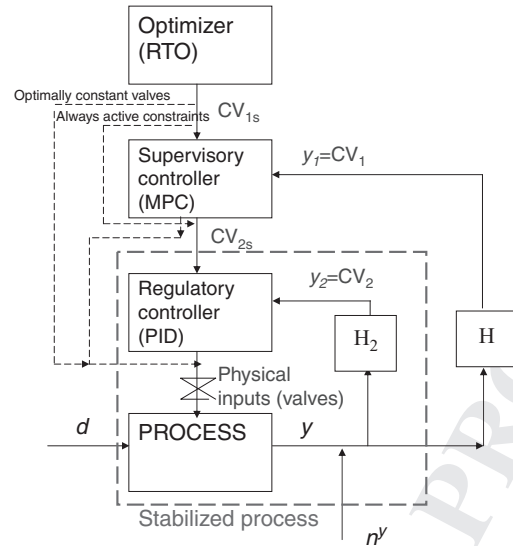 Optimizer
(RTO)
Optimally constant valves
Always active constraints
CV1s
Supervisory
controller
(MPC)
y1=CV1
CV2s
Regulatory
controller
(PID)
y2=CV2
H2
H
Physical
inputs (valves)
PROCESS
d
y
Stabilized process
ny
PRO